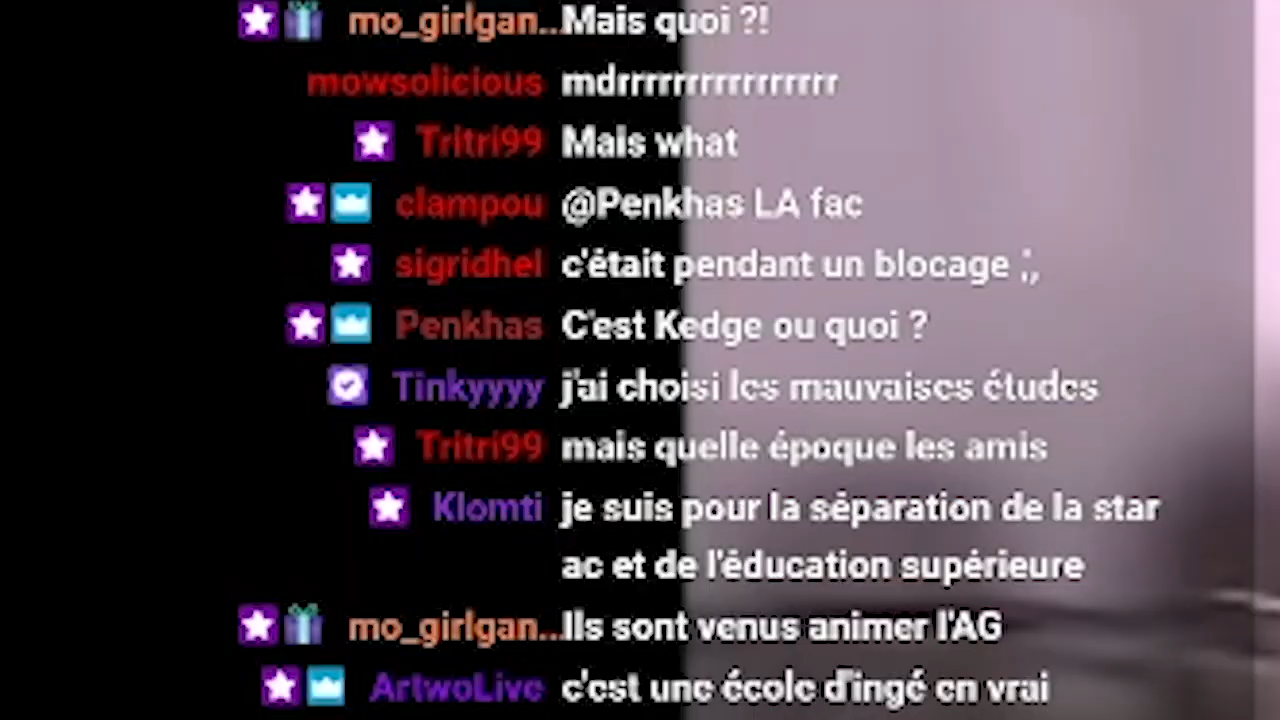 mo_girlgan...Mais quoi ?!
mowsolicious mdrrrrrrrrrrrrrrrr
Tritri99 Mais what
clampou @Penkhas LA fac
sigridhel c'était pendant un blocage ;,
Penkhas C'est Kedge ou quoi ?
Tinkyyyy j'ai choisi les mauvaises études
Tritri99 mais quelle époque les amis
Klomti je suis pour la séparation de la star
ac et de l'éducation supérieure
mo_girlgan...Ils sont venus animer l'AG
ArtwoLive c'est une école d'ingé en vrai